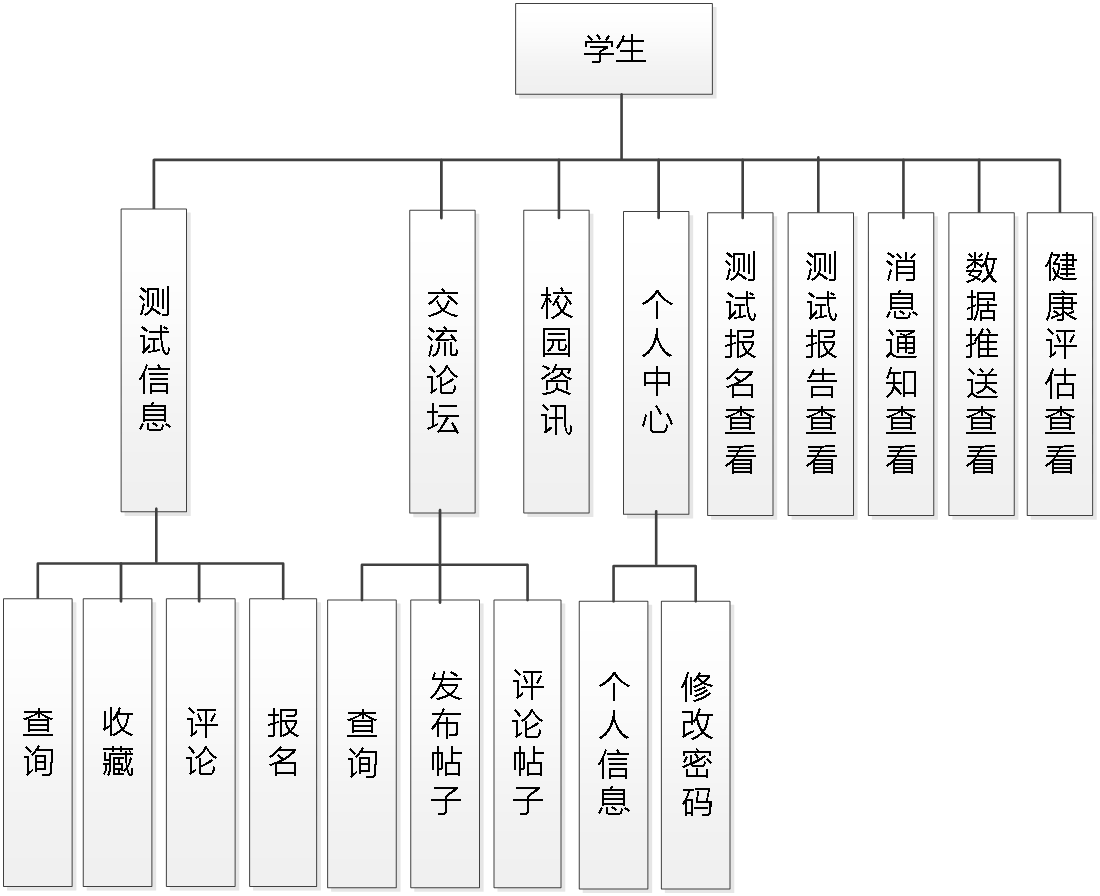 学生
测试信息
交流论坛
校园资讯
个人中心
测试报名查看
测试报告查看
消息通知查看
数据推送查看
健康评估查看
查询
收藏
评论
报名
查询
发布帖子
评论帖子
个人信息
修改密码